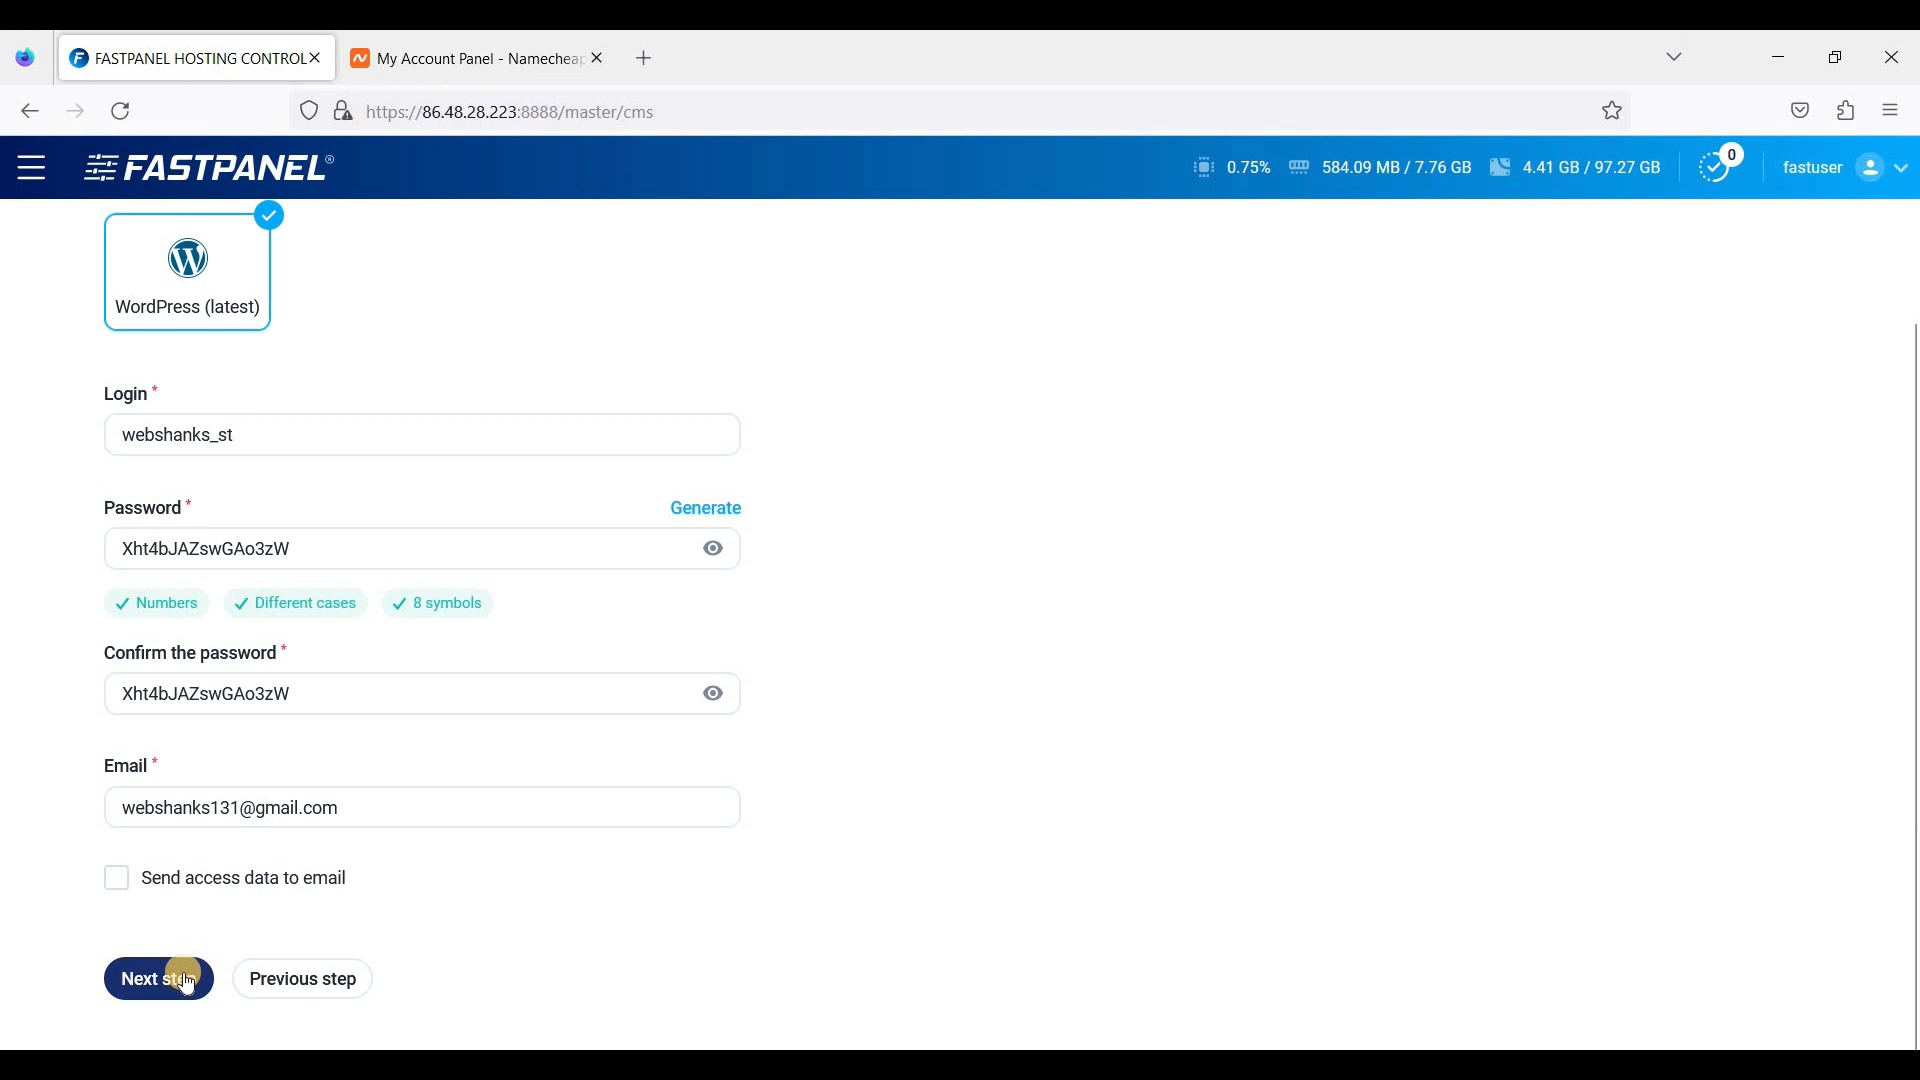 FASTPANEL HOSTING CONTROL
My Account Panel - Namecheap
https://86.48.28.223:8888/master/cms
FASTPANEL®
0.75%
584.09 MB / 7.76 GB
4.41 GB / 97.27 GB
0
fastuser
WordPress (latest)
Login *
webshanks_st
Password *
Generate
Xht4bJAZswGAo3zW
Numbers
Different cases
8 symbols
Confirm the password *
Xht4bJAZswGAo3zW
Email *
webshanks131@gmail.com
Send access data to email
Next step
Previous step